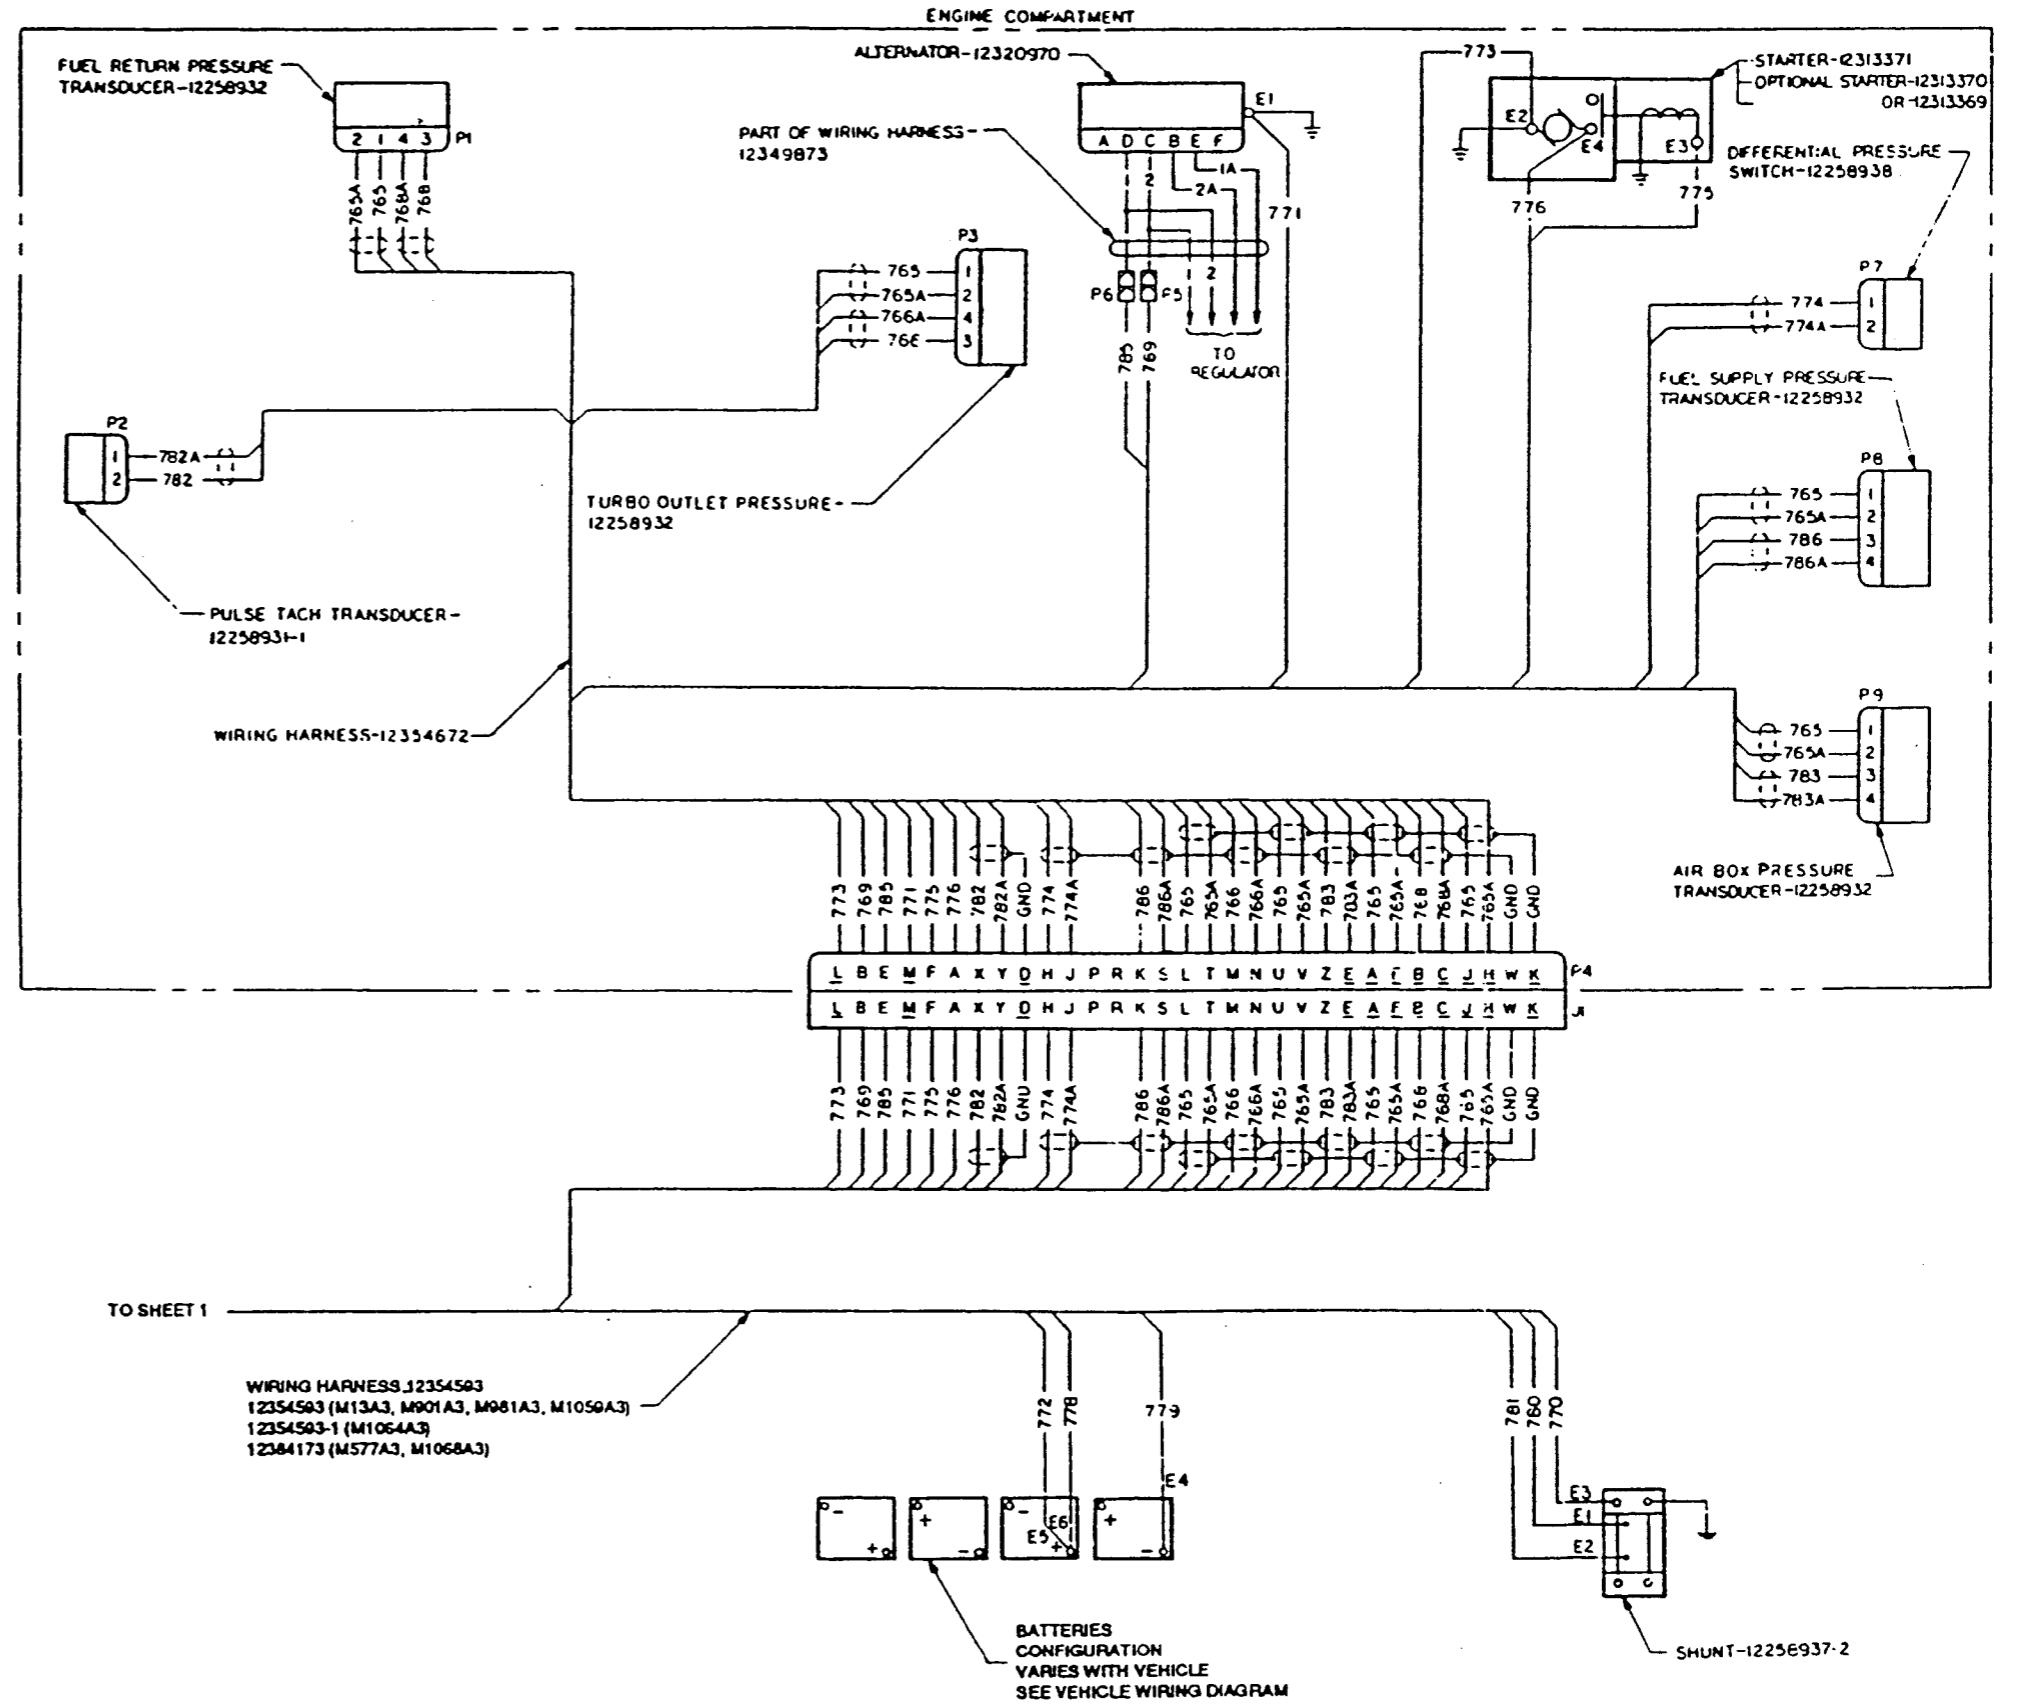 ENGINE COMPARTMENT
FUEL RETURN PRESSURE
TRANSDUCER-12258932
2 1 4 3 P1
765A 765 768A 768
ALTERNATOR-12320970
E1
A D C B E F
1 2 2A 1A
771
PART OF WIRING HARNESS-
12349873
P6 P5
2
785 769
TO
REGULATOR
773
STARTER-12313371
OPTIONAL STARTER-12313370
OR-12313369
E2 E4 E3
776 775
DIFFERENTIAL PRESSURE
SWITCH-12258938
P7
774 1
774A 2
P3
765 1
765A 2
766A 4
766 3
FUEL SUPPLY PRESSURE
TRANSDUCER-12258932
P8
765 1
765A 2
786 3
786A 4
P2
1 782A
2 782
TURBO OUTLET PRESSURE-
12258932
PULSE TACH TRANSDUCER-
12258931-1
WIRING HARNESS-12354672
P9
765 1
765A 2
783 3
783A 4
AIR BOX PRESSURE
TRANSDUCER-12258932
773 769 785 771 775 776 782 782A GND 774 774A 786 786A 765 765A 766 766A 765 765A 783 783A 765 765A 768 768A 765 765A GND GND
L B E M F A X Y D H J P R K S L T M N U V Z E A F B C J H W K P4
L B E M F A X Y D H J P R K S L T M N U V Z E A F B C J H W K J1
773 769 785 771 775 776 782 782A GND 774 774A 786 786A 765 765A 766 766A 765 765A 783 783A 765 765A 768 768A 765 765A GND GND
TO SHEET 1
WIRING HARNESS 12354593
12354593 (M13A3, M901A3, M981A3, M1059A3)
12354593-1 (M1064A3)
12384173 (M577A3, M1068A3)
772 778 779
781 780 770
E4
- + + - - E5 E6 + + -
E3
E1
E2
BATTERIES
CONFIGURATION
VARIES WITH VEHICLE
SEE VEHICLE WIRING DIAGRAM
SHUNT-12258937-2